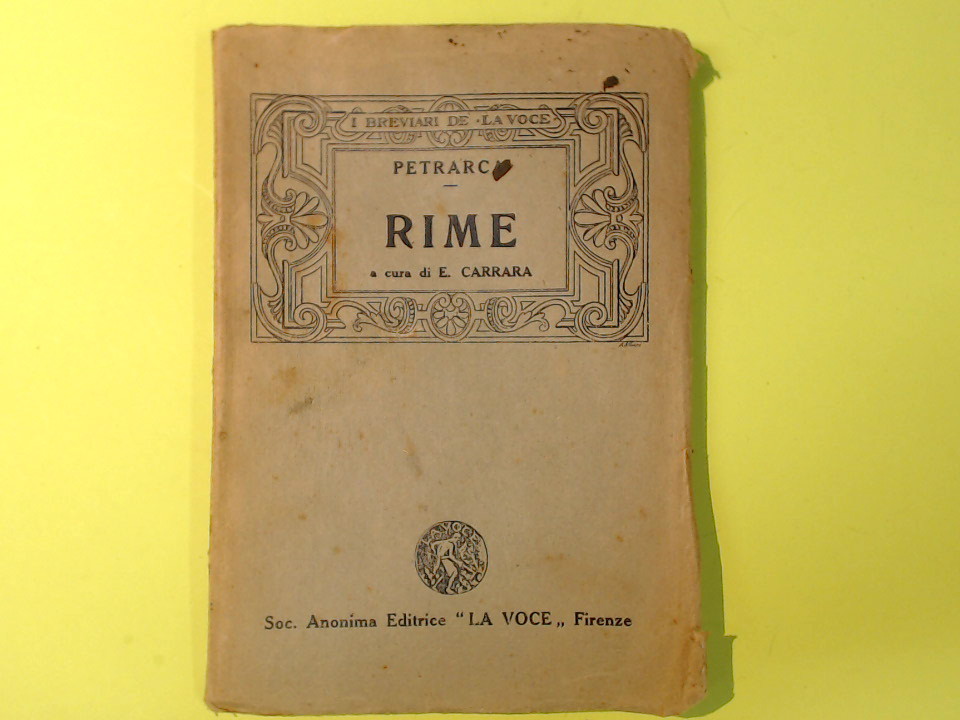 I BREVIARI DE · LA VOCE ·
PETRARCA
RIME
a cura di E. CARRARA
Soc. Anonima Editrice "LA VOCE„ Firenze